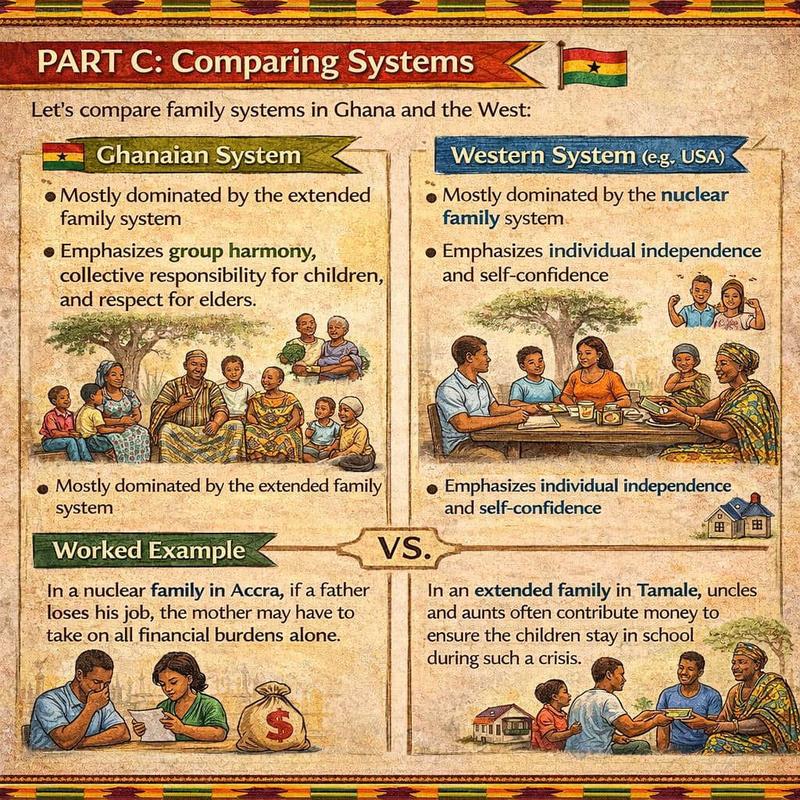 PART C: Comparing Systems
Let's compare family systems in Ghana and the West:
Ghanaian System
• Mostly dominated by the extended
family system
• Emphasizes group harmony,
collective responsibility for children,
and respect for elders.
• Mostly dominated by the extended family
system
Western System (e.g. USA)
• Mostly dominated by the nuclear
family system
• Emphasizes individual independence
and self-confidence
• Emphasizes individual independence
and self-confidence
VS.
Worked Example
In a nuclear family in Accra, if a father
loses his job, the mother may have to
take on all financial burdens alone.
$
In an extended family in Tamale, uncles
and aunts often contribute money to
ensure the children stay in school
during such a crisis.